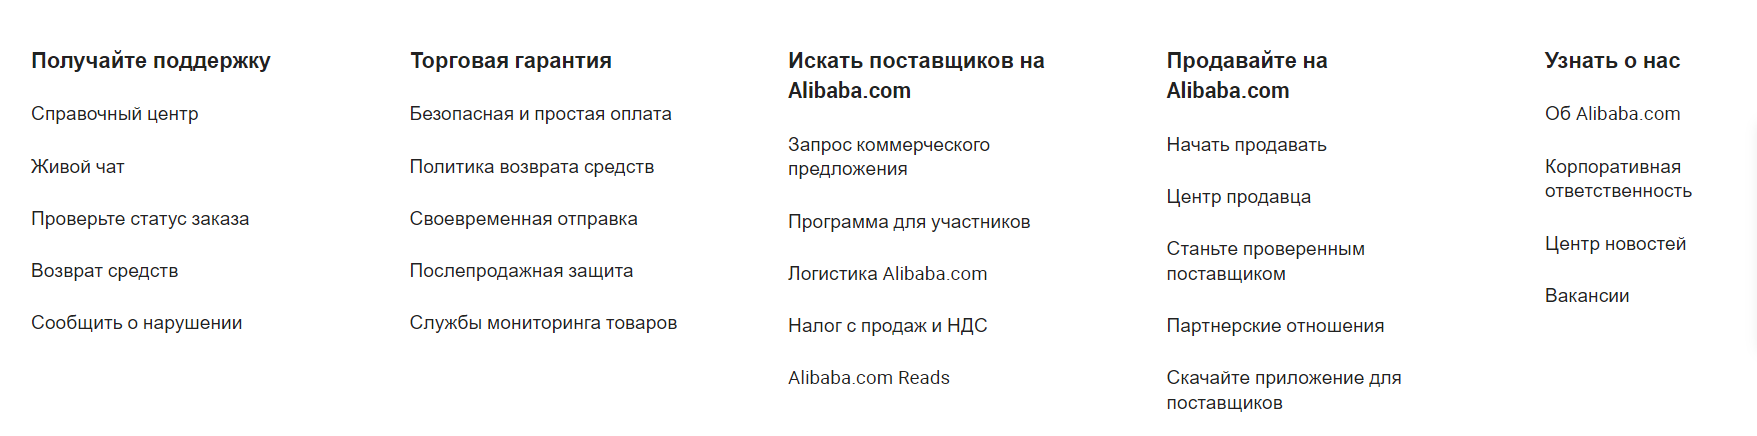 Получайте поддержку
Справочный центр
Живой чат
Проверьте статус заказа
Возврат средств
Сообщить о нарушении
Торговая гарантия
Безопасная и простая оплата
Политика возврата средств
Своевременная отправка
Послепродажная защита
Службы мониторинга товаров
Искать поставщиков на
Alibaba.com
Запрос коммерческого
предложения
Программа для участников
Логистика Alibaba.com
Налог с продаж и НДС
Alibaba.com Reads
Продавайте на
Alibaba.com
Начать продавать
Центр продавца
Станьте проверенным
поставщиком
Партнерские отношения
Скачайте приложение для
поставщиков
Узнать о нас
Об Alibaba.com
Корпоративная
ответственность
Центр новостей
Вакансии